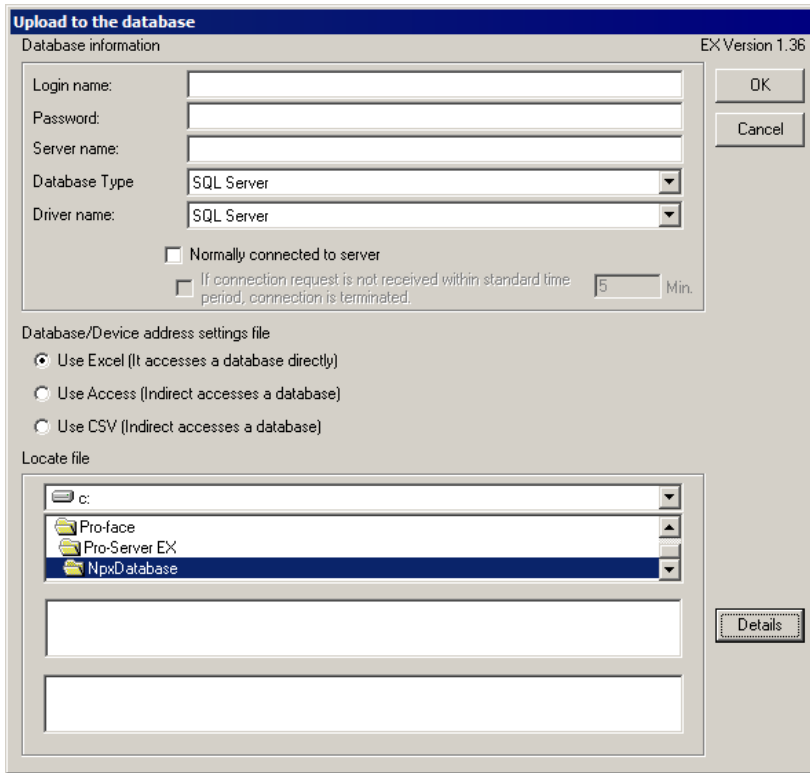 Upload to the database
Database information
EX Version 1.36
Login name:
OK
Password:
Cancel
Server name:
Database Type
SQL Server
Driver name:
SQL Server
Normally connected to server
If connection request is not received within standard time
period, connection is terminated.
5
Min.
Database/Device address settings file
Use Excel (It accesses a database directly)
Use Access (Indirect accesses a database)
Use CSV (Indirect accesses a database)
Locate file
c:
Pro-face
Pro-Server EX
NpxDatabase
Details